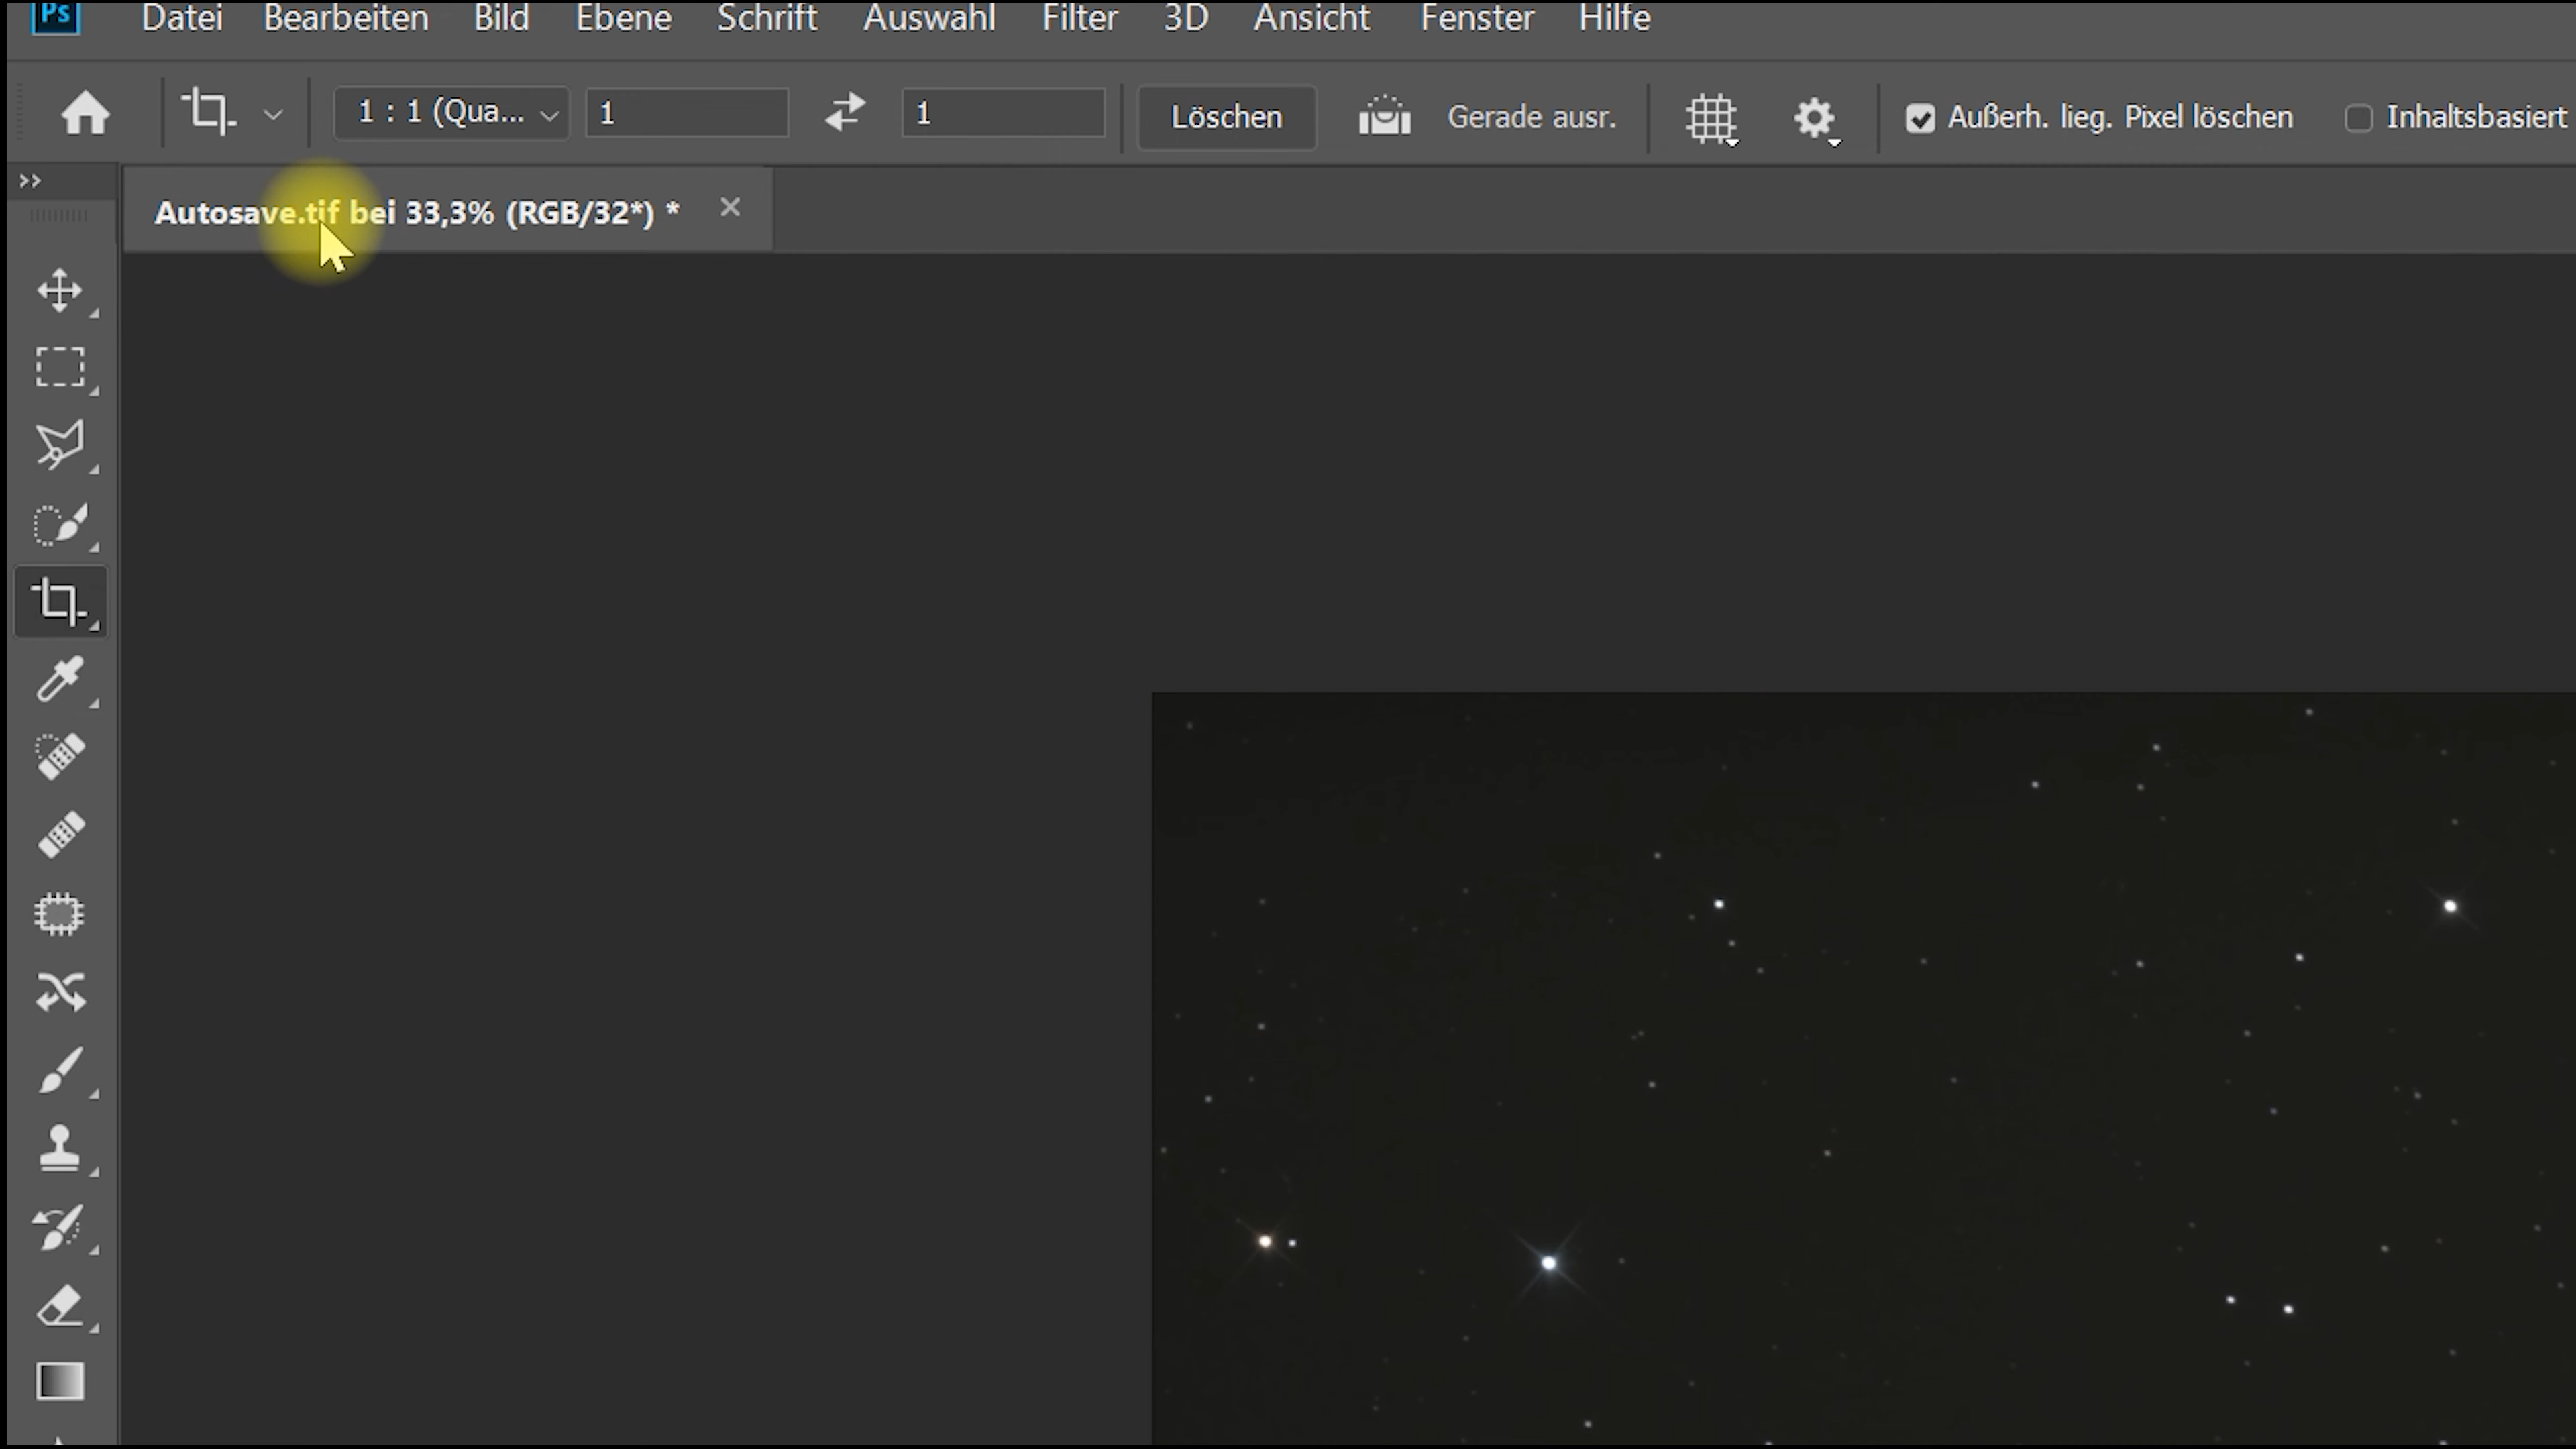 Ps Datei Bearbeiten Bild Ebene Schrift Auswahl Filter 3D Ansicht Fenster Hilfe
1 : 1 (Qua... 1 1 Löschen Gerade ausr. Außerh. lieg. Pixel löschen Inhaltsbasiert
Autosave.tif bei 33,3% (RGB/32*) *